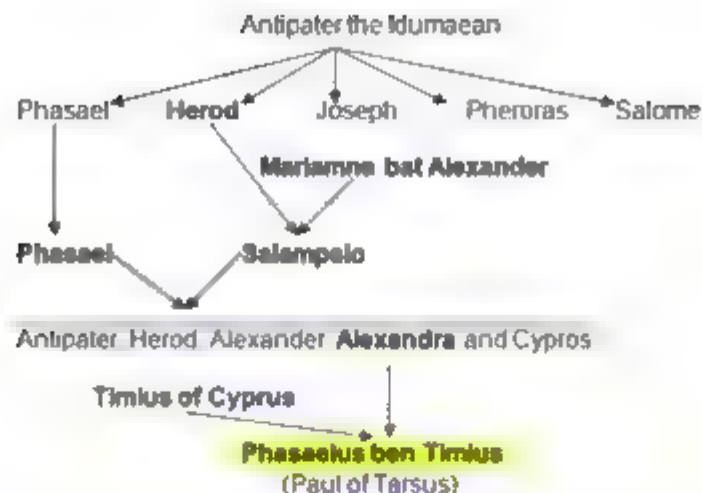 Antipater the Idumaean
Phasael Herod Joseph Pheroras Salome
Mariamne bat Alexander
Phasael Salampsio
Antipater Herod Alexander Alexandra and Cypros
Timius of Cyprus
Phasaelus ben Timius
(Paul of Tarsus)